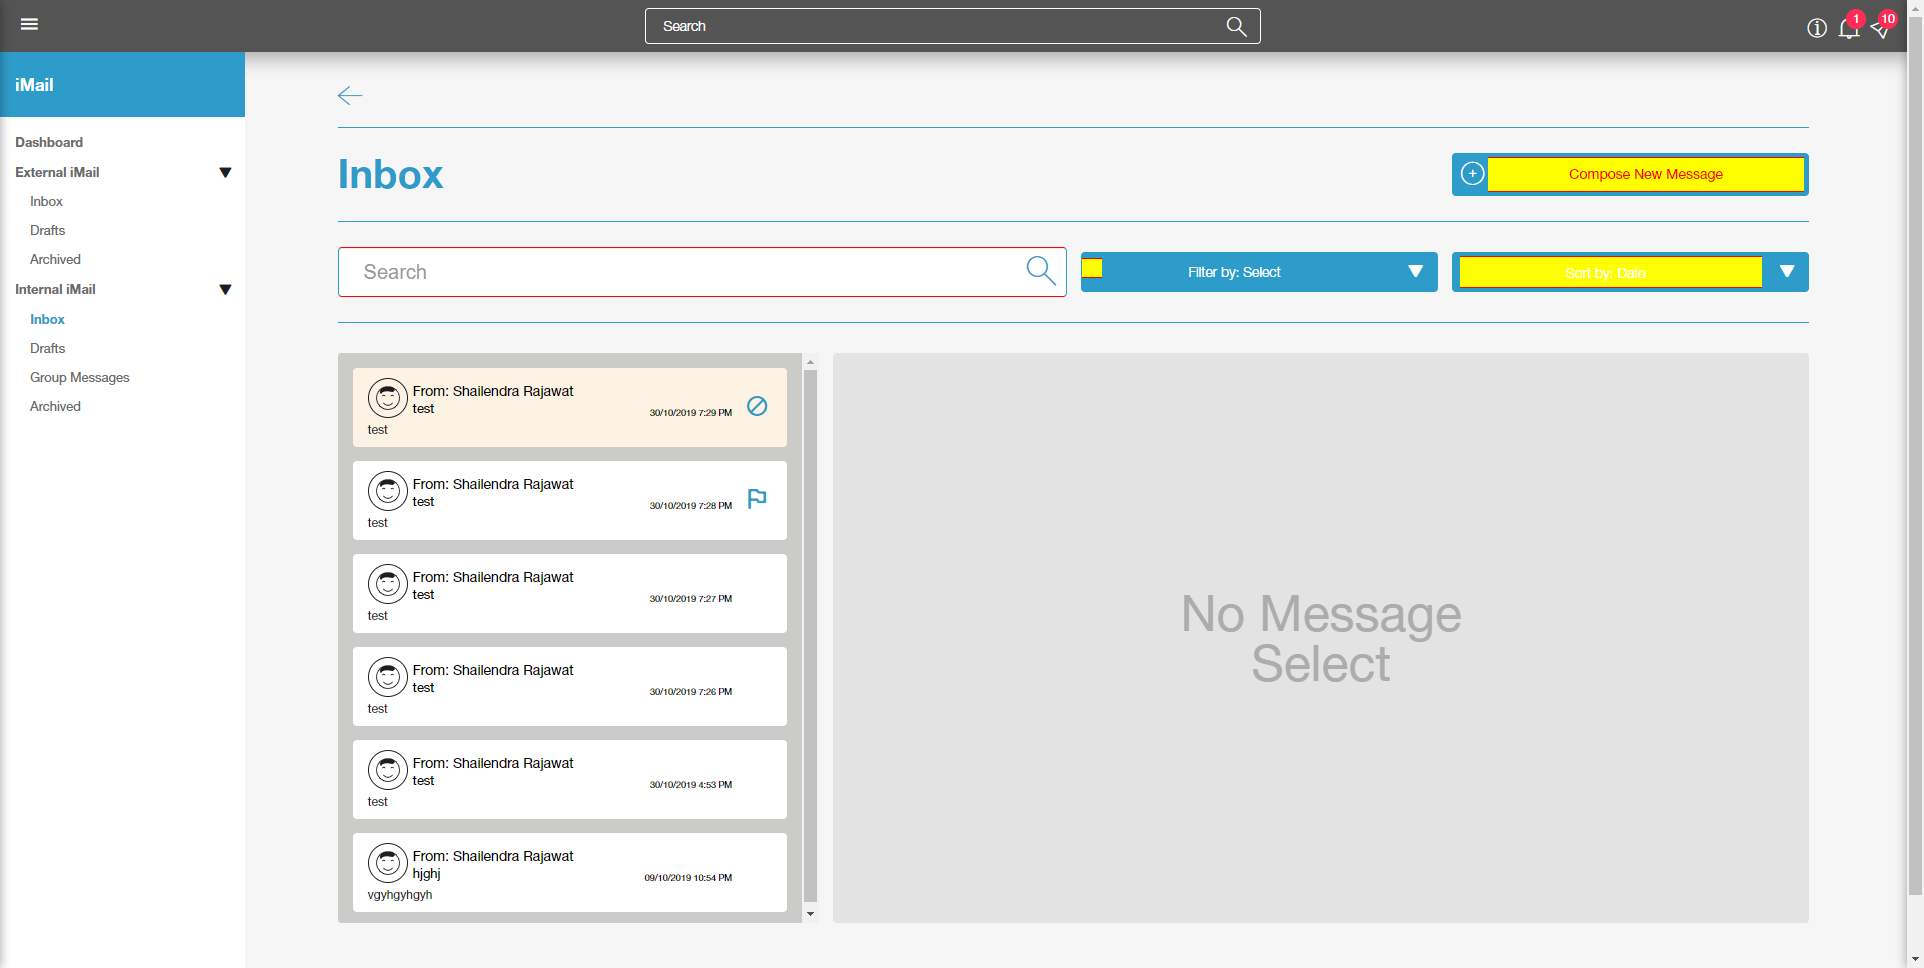 Search
1
10
iMail
Dashboard
External iMail
Inbox
Drafts
Archived
Internal iMail
Inbox
Drafts
Group Messages
Archived
Inbox
Compose New Message
Search
Filter by: Select
Sort by: Date
From: Shailendra Rajawat
test
30/10/2019 7:29 PM
test
From: Shailendra Rajawat
test
30/10/2019 7:28 PM
test
From: Shailendra Rajawat
test
30/10/2019 7:27 PM
test
From: Shailendra Rajawat
test
30/10/2019 7:26 PM
test
From: Shailendra Rajawat
test
30/10/2019 4:53 PM
test
From: Shailendra Rajawat
hjghj
09/10/2019 10:54 PM
vgyhgyhgyh
No Message
Select